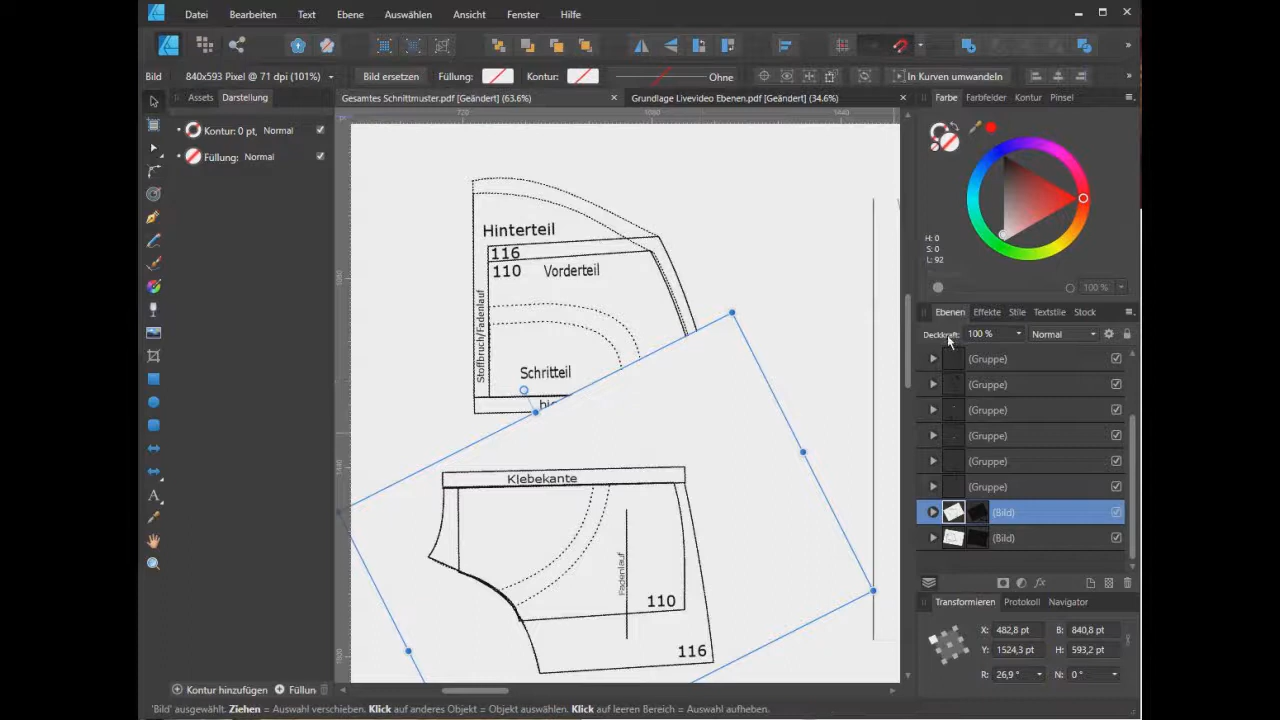 Datei Bearbeiten Text Ebene Auswählen Ansicht Fenster Hilfe
Bild 840x593 Pixel @ 71 dpi (101%) Bild ersetzen Füllung: Kontur: Ohne In Kurven umwandeln
Assets Darstellung
Gesamtes Schnittmuster.pdf [Geändert] (63.6%) Grundlage Livevideo Ebenen.pdf [Geändert] (34.6%)
Farbe Farbfelder Kontur Pinsel
Kontur: 0 pt, Normal
Füllung: Normal
H: 0
S: 0
L: 92
100 %
Hinterteil
116
110 Vorderteil
Stoffbruch/Fadenlauf
Schritteil
Klebekante
Fadenlauf
110
116
Ebenen Effekte Stile Textstile Stock
Deckkraft: 100 % Normal
(Gruppe)
(Gruppe)
(Gruppe)
(Gruppe)
(Gruppe)
(Gruppe)
(Bild)
(Bild)
Transformieren Protokoll Navigator
X: 482,8 pt B: 840,8 pt
Y: 1524,3 pt H: 593,2 pt
R: 26,9 ° N: 0 °
Kontur hinzufügen Füllun
'Bild' ausgewählt. Ziehen = Auswahl verschieben. Klick auf anderes Objekt = Objekt auswählen. Klick auf leeren Bereich = Auswahl aufheben.